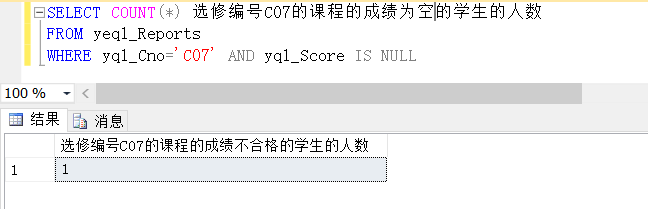 SELECT COUNT(*) 选修编号C07的课程的成绩为空的学生的人数
FROM yeql_Reports
WHERE yql_Cno='C07' AND yql_Score IS NULL
100 %
结果 消息
选修编号C07的课程的成绩不合格的学生的人数
1 1